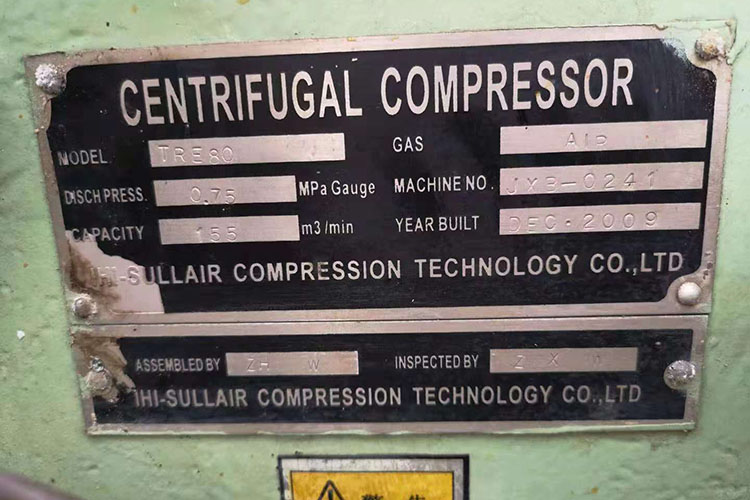 CENTRIFUGAL COMPRESSOR
MODEL TRE80 GAS AIR
DISCH PRESS. 0.75 MPa Gauge MACHINE NO. JXB-0241
CAPACITY 155 m3/min YEAR BUILT DEC·2009
IHI-SULLAIR COMPRESSION TECHNOLOGY CO.,LTD
ASSEMBLED BY INSPECTED BY
IHI-SULLAIR COMPRESSION TECHNOLOGY CO.,LTD